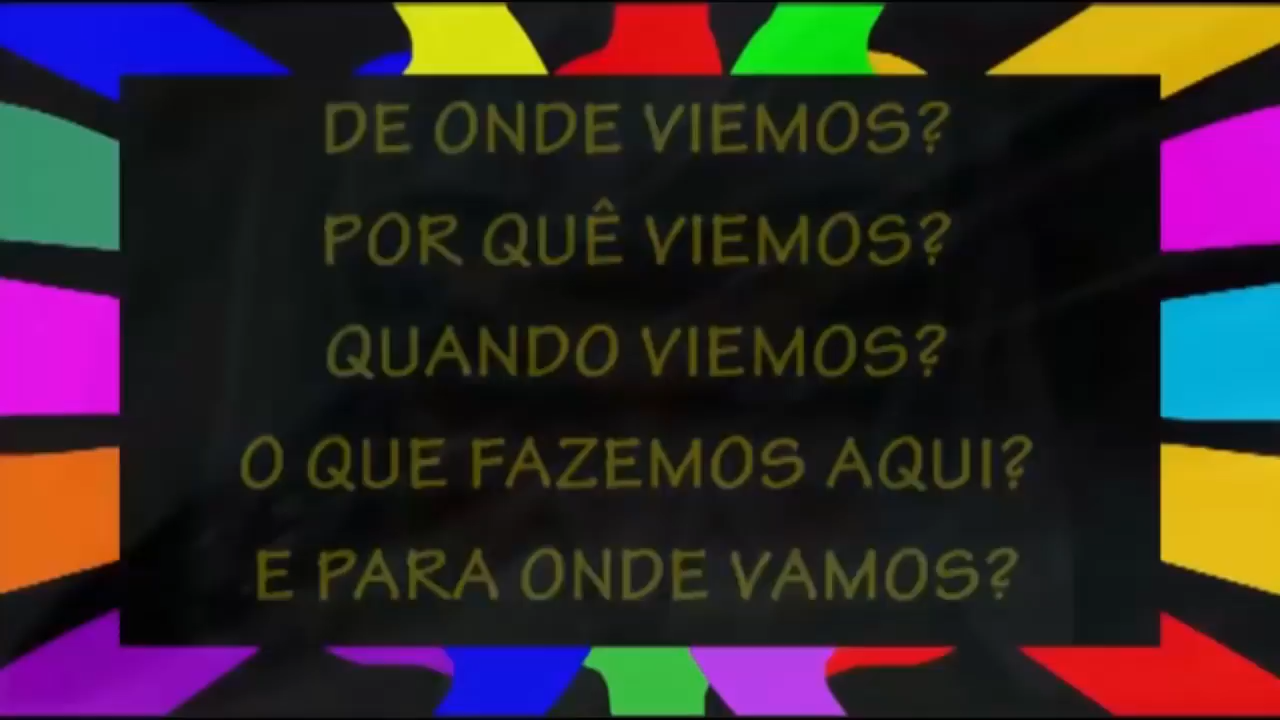 DE ONDE VIEMOS?
POR QUÊ VIEMOS?
QUANDO VIEMOS?
O QUE FAZEMOS AQUI?
E PARA ONDE VAMOS?